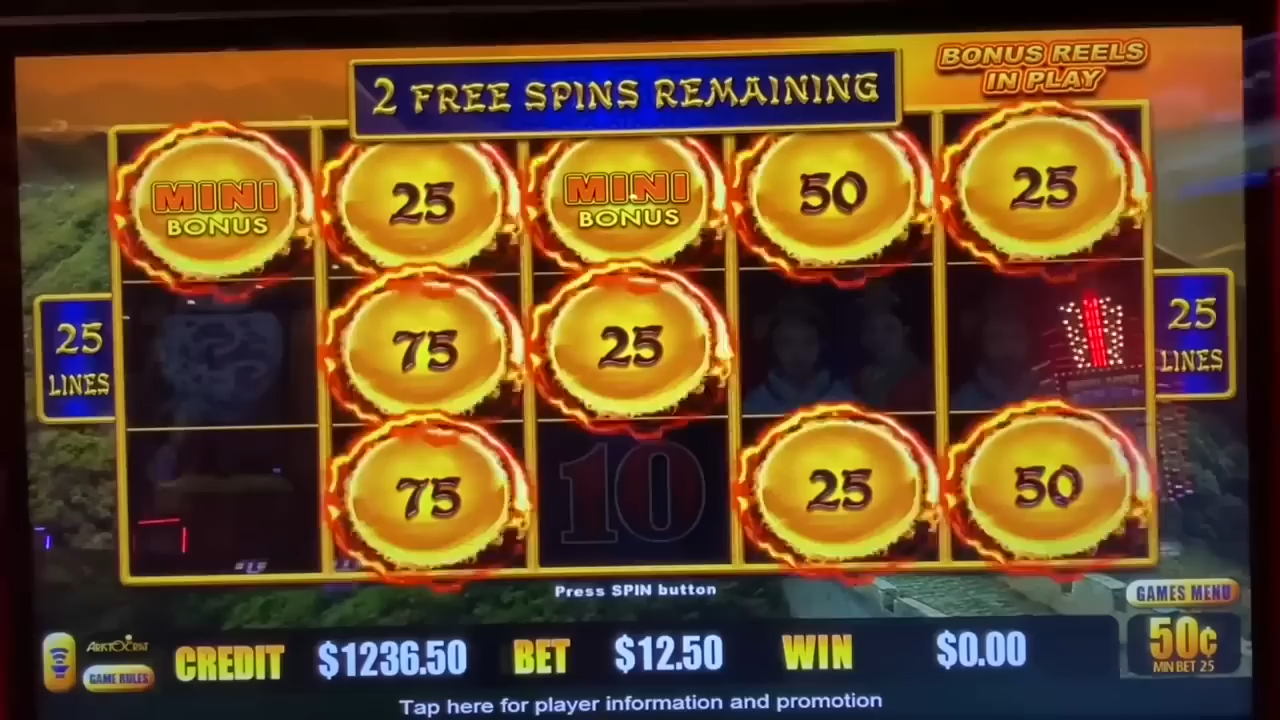 BONUS REELS
IN PLAY
2 FREE SPINS REMAINING
MINI
BONUS
25
MINI
BONUS
50
25
25
LINES
75
25
25
LINES
75
10
25
50
Press SPIN button
GAMES MENU
ARISTOCRAT
GAME RULES
CREDIT $1236.50 BET $12.50 WIN $0.00
50¢
MIN BET 25
Tap here for player information and promotion